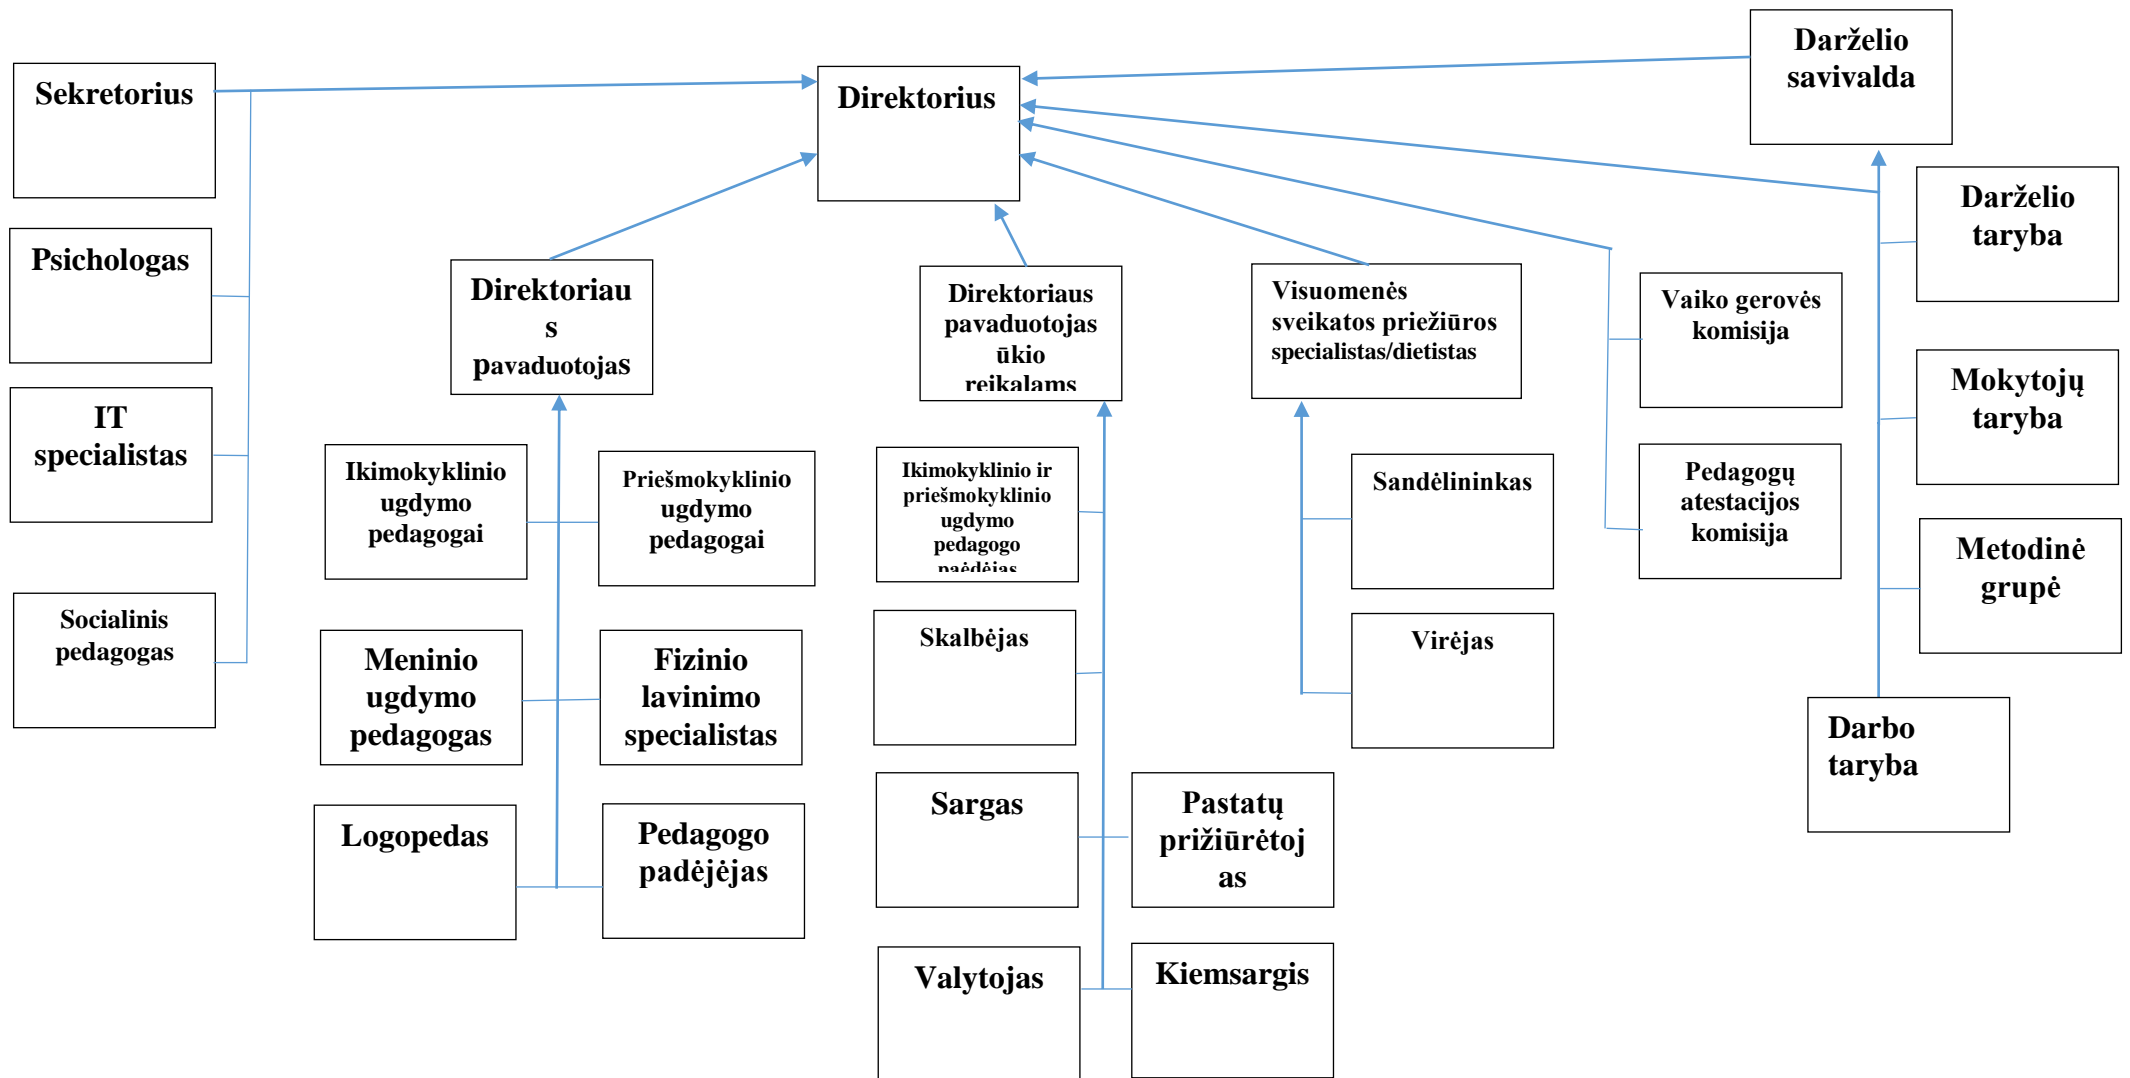 Darželio
savivalda
Sekretorius
Direktorius
Darželio
taryba
Psichologas
Direktoriau
s
pavaduotojas
Direktoriaus
pavaduotojas
ūkio
reikalams
Visuomenės
sveikatos priežiūros
specialistas/dietistas
Vaiko gerovės
komisija
Mokytojų
taryba
IT
specialistas
Ikimokyklinio
ugdymo
pedagogai
Priešmokyklinio
ugdymo
pedagogai
Ikimokyklinio ir
priešmokyklinio
ugdymo
pedagogo
paėdėjas
Sandėlininkas
Pedagogų
atestacijos
komisija
Metodinė
grupė
Socialinis
pedagogas
Meninio
ugdymo
pedagogas
Fizinio
lavinimo
specialistas
Skalbėjas
Virėjas
Darbo
taryba
Logopedas
Pedagogo
padėjėjas
Sargas
Pastatų
prižiūrėtoj
as
Valytojas
Kiemsargis